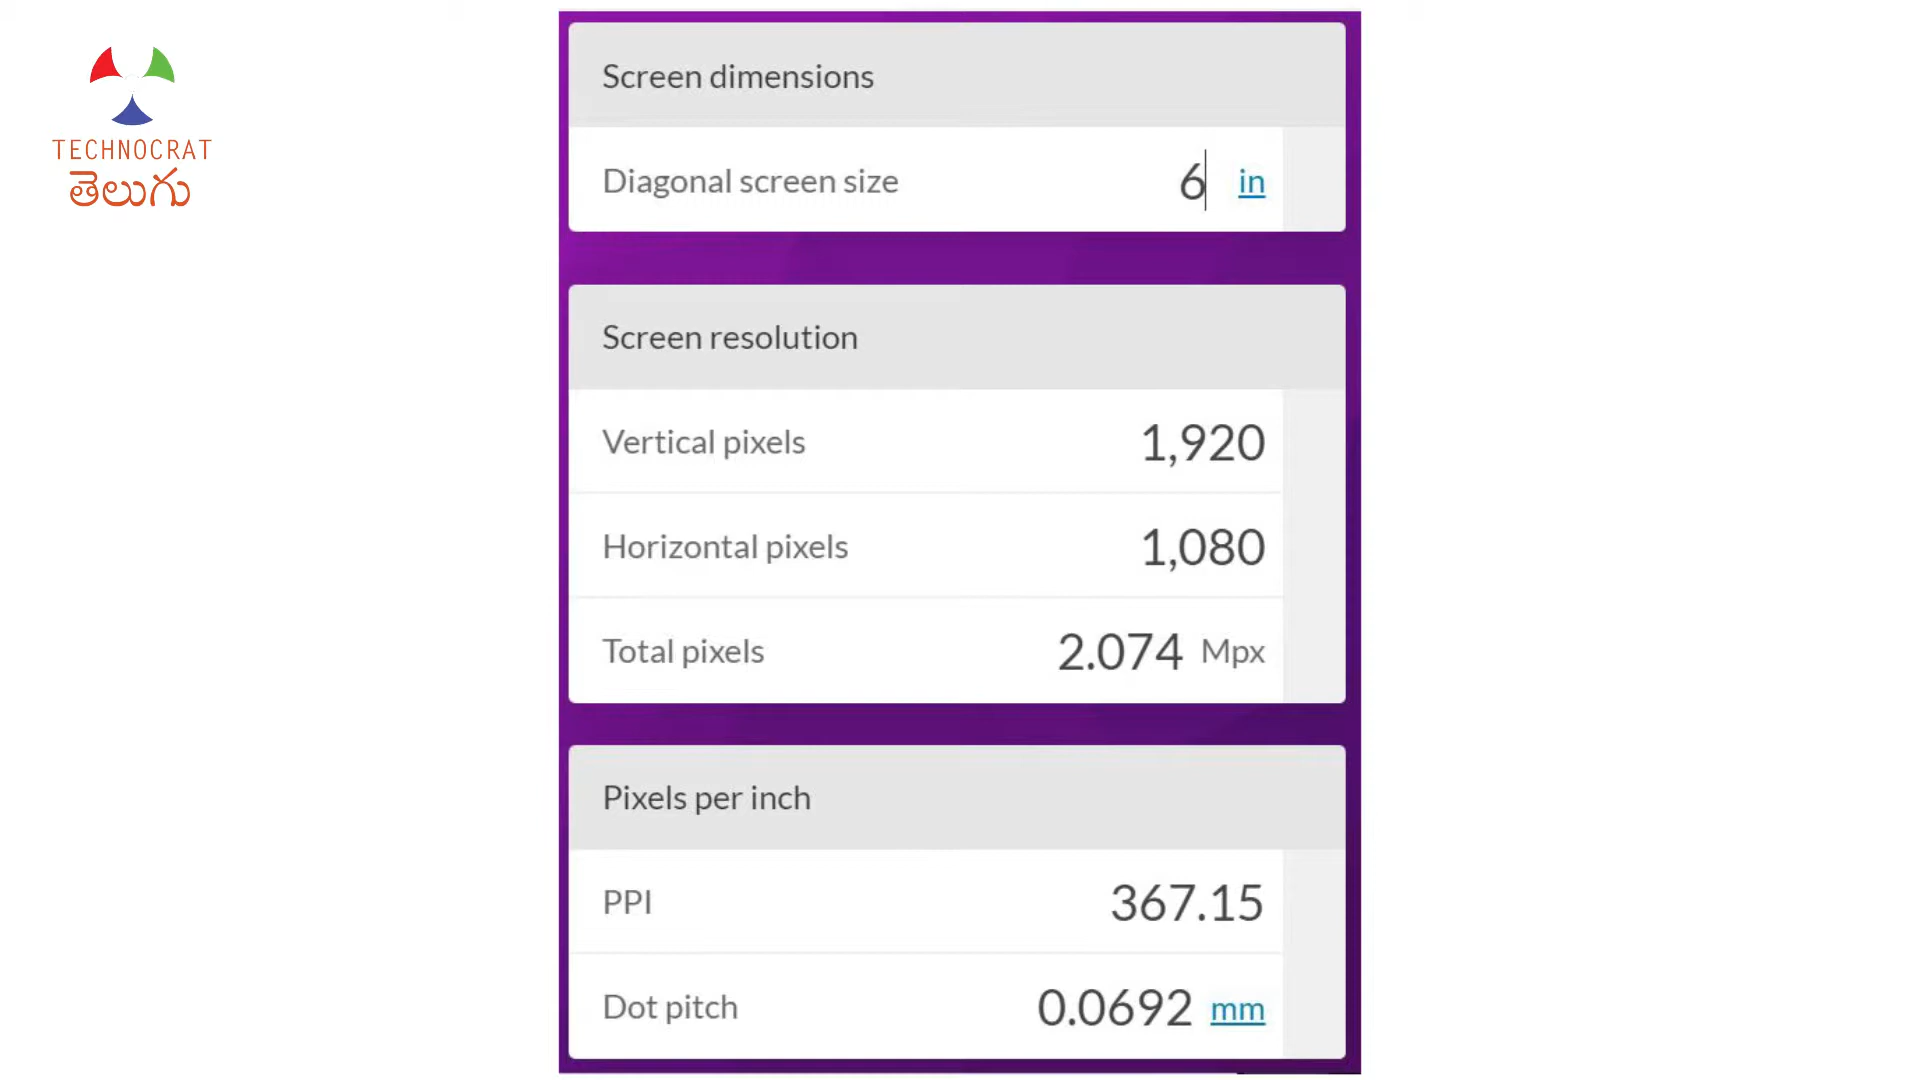 TECHNOCRAT
తెలుగు
Screen dimensions
Diagonal screen size 6 in
Screen resolution
Vertical pixels 1,920
Horizontal pixels 1,080
Total pixels 2.074 Mpx
Pixels per inch
PPI 367.15
Dot pitch 0.0692 mm